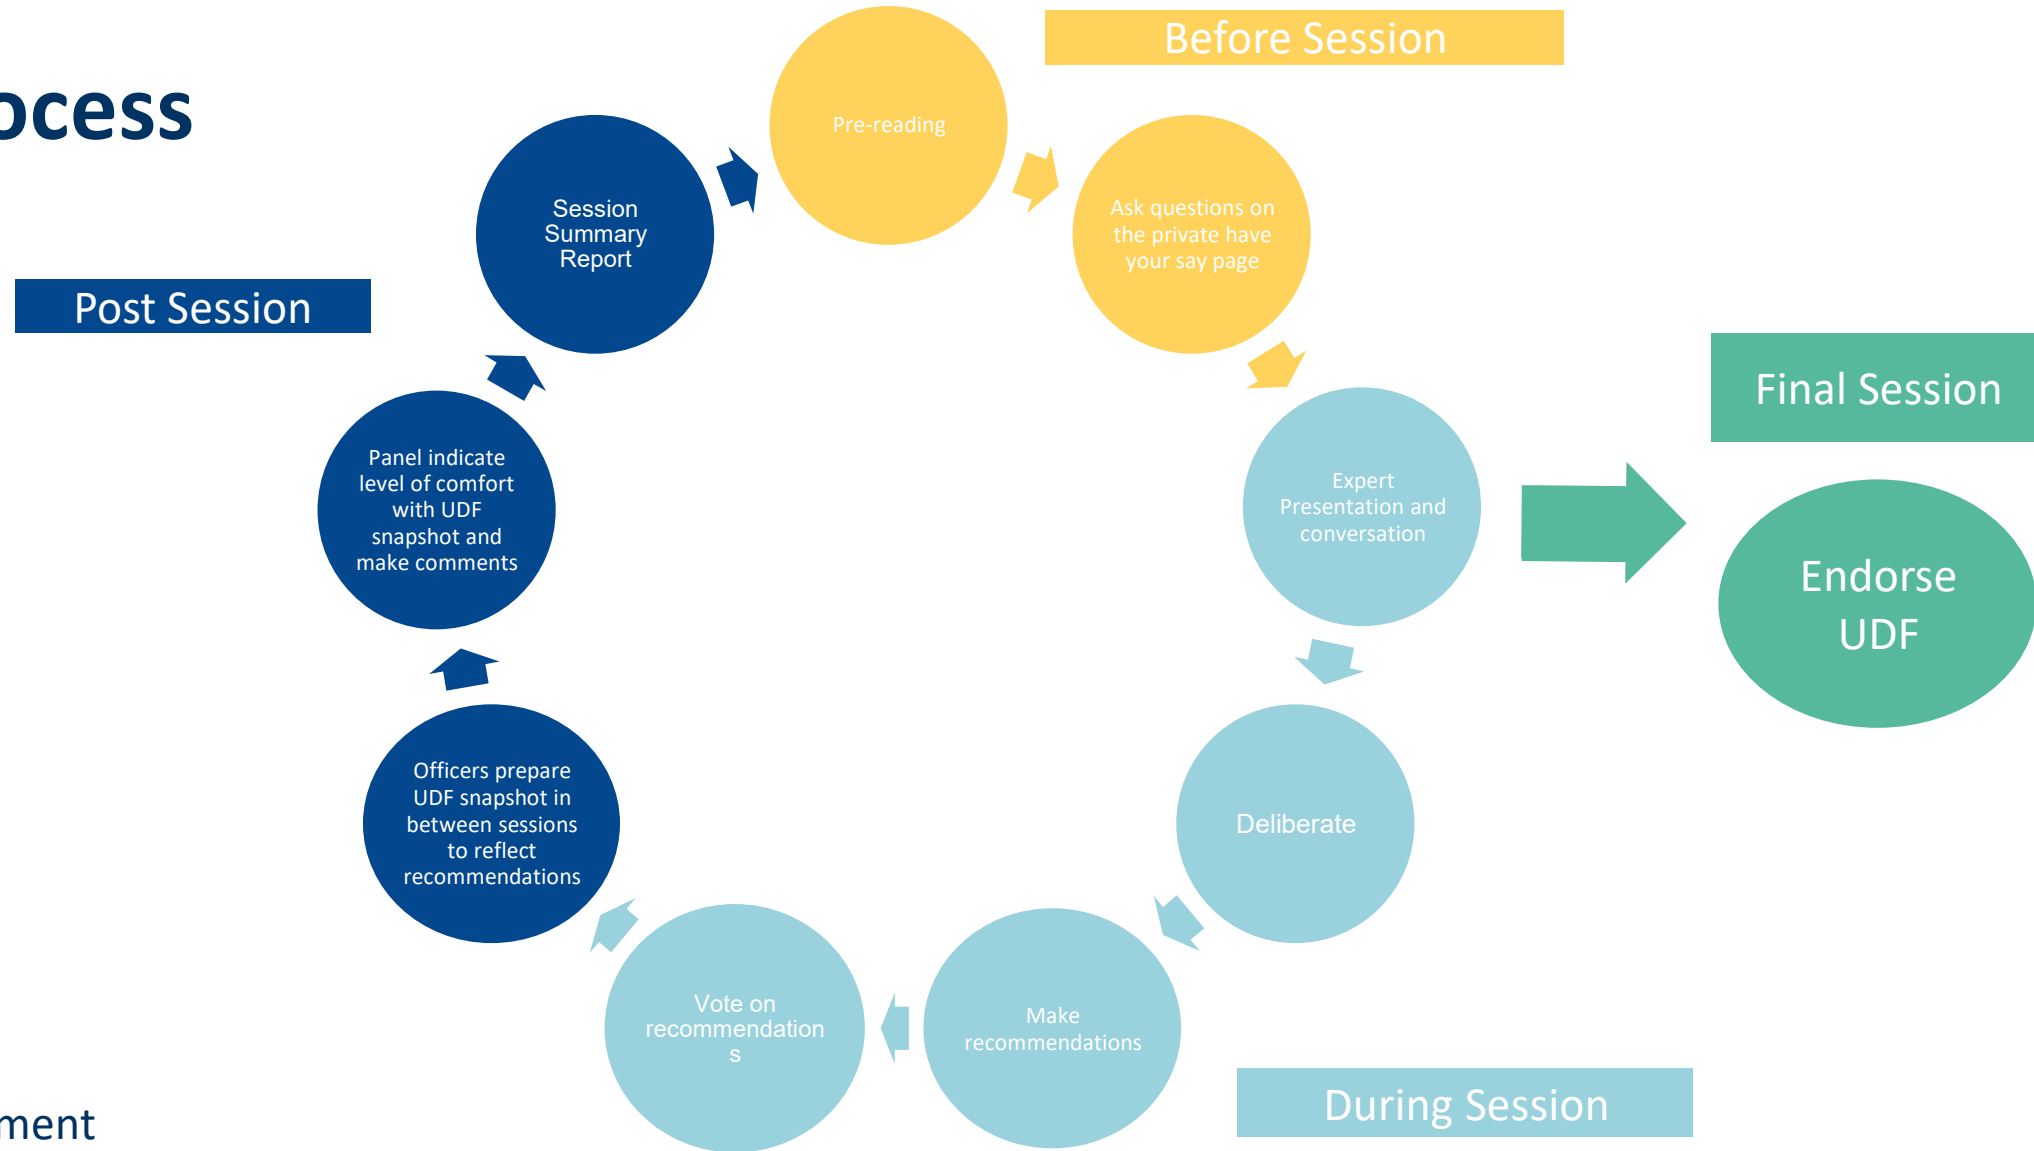 ocess
Before Session
Pre-reading
Ask questions on
the private have
your say page
Expert
Presentation and
conversation
Deliberate
Make
recommendations
During Session
Vote on
recommendation
s
Officers prepare
UDF snapshot in
between sessions
to reflect
recommendations
Panel indicate
level of comfort
with UDF
snapshot and
make comments
Session
Summary
Report
Post Session
Final Session
Endorse
UDF
ment